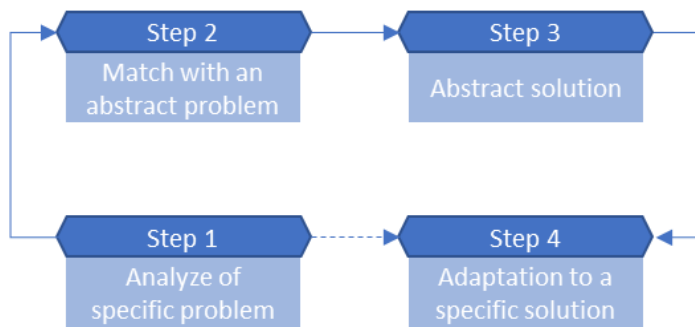 Step 2
Match with an
abstract problem
Step 3
Abstract solution
Step 1
Analyze of
specific problem
Step 4
Adaptation to a
specific solution